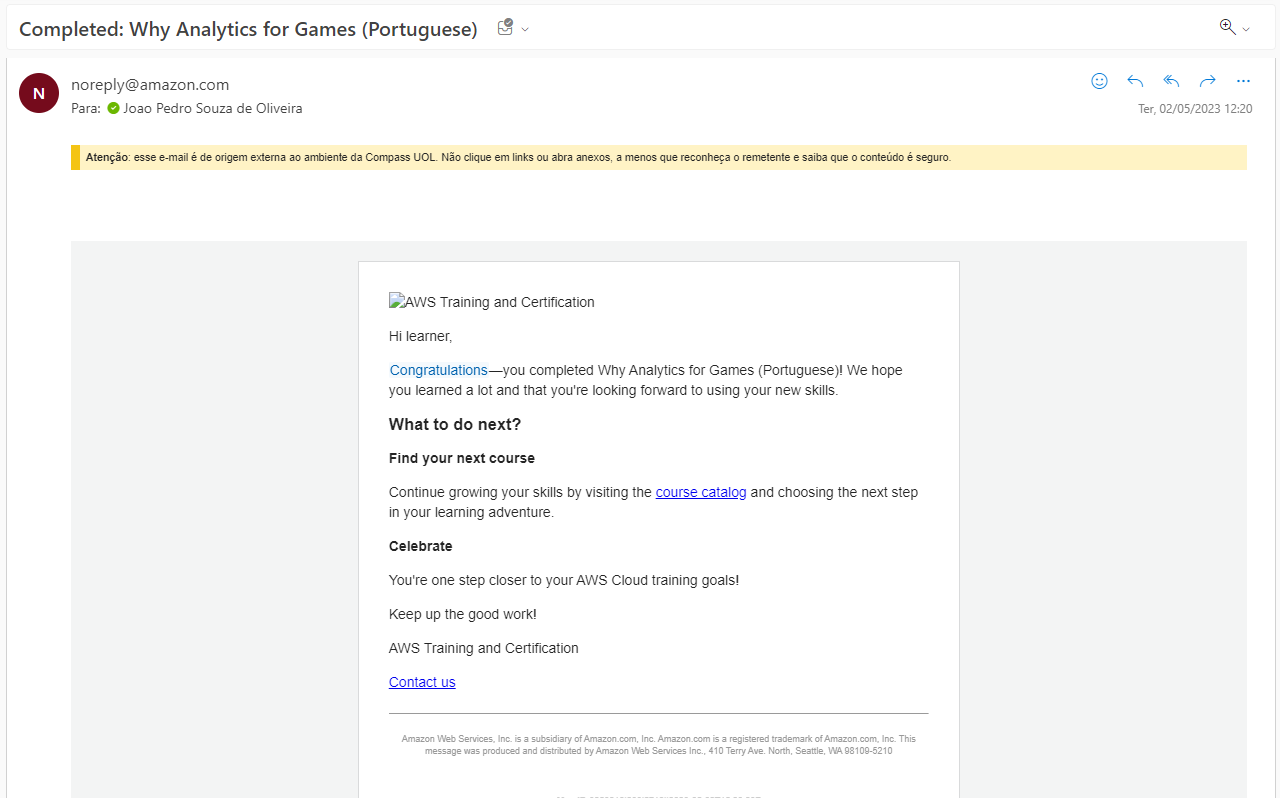 Completed: Why Analytics for Games (Portuguese)
N
noreply@amazon.com
Para: Joao Pedro Souza de Oliveira
Ter, 02/05/2023 12:20
Atenção: esse e-mail é de origem externa ao ambiente da Compass UOL. Não clique em links ou abra anexos, a menos que reconheça o remetente e saiba que o conteúdo é seguro.
AWS Training and Certification
Hi learner,
Congratulations—you completed Why Analytics for Games (Portuguese)! We hope
you learned a lot and that you're looking forward to using your new skills.
What to do next?
Find your next course
Continue growing your skills by visiting the course catalog and choosing the next step
in your learning adventure.
Celebrate
You're one step closer to your AWS Cloud training goals!
Keep up the good work!
AWS Training and Certification
Contact us
Amazon Web Services, Inc. is a subsidiary of Amazon.com, Inc. Amazon.com is a registered trademark of Amazon.com, Inc. This
message was produced and distributed by Amazon Web Services Inc., 410 Terry Ave. North, Seattle, WA 98109-5210